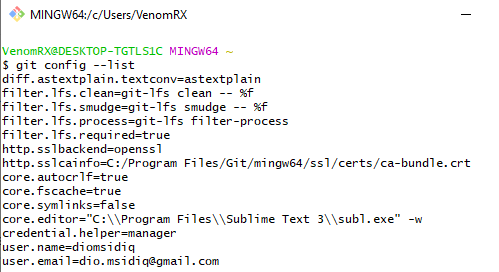 MINGW64:/c/Users/VenomRX
VenomRX@DESKTOP-TGTLS1C MINGW64 ~
$ git config --list
diff.astextplain.textconv=astextplain
filter.lfs.clean=git-lfs clean -- %f
filter.lfs.smudge=git-lfs smudge -- %f
filter.lfs.process=git-lfs filter-process
filter.lfs.required=true
http.sslbackend=openssl
http.sslcainfo=C:/Program Files/Git/mingw64/ssl/certs/ca-bundle.crt
core.autocrlf=true
core.fscache=true
core.symlinks=false
core.editor="C:\\Program Files\\Sublime Text 3\\subl.exe" -w
credential.helper=manager
user.name=diomsidiq
user.email=dio.msidiq@gmail.com